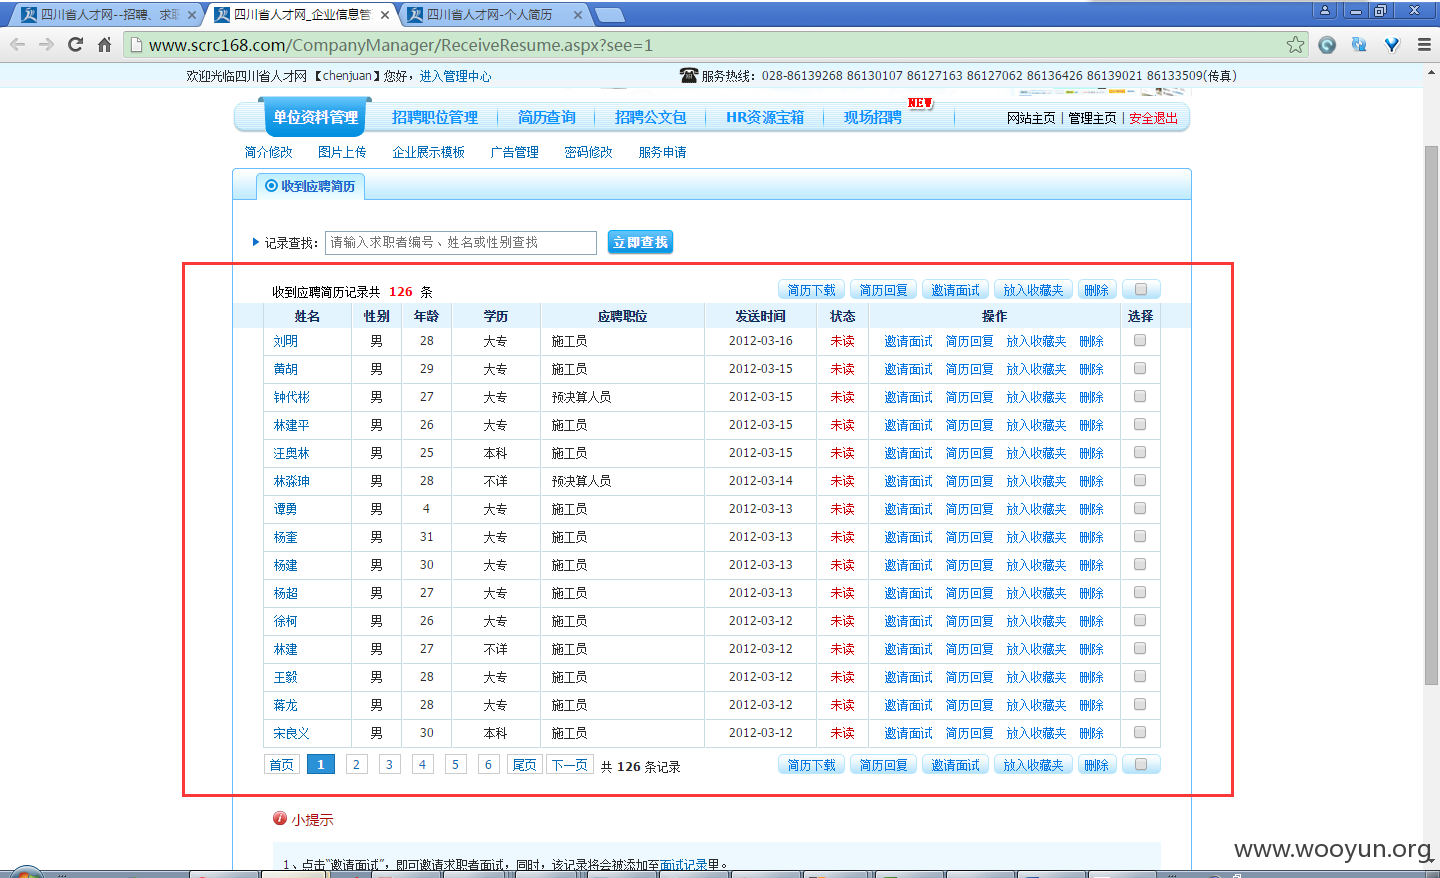 四川省人才网--招聘、求职
四川省人才网_企业信息管
四川省人才网-个人简历
www.scrc168.com/CompanyManager/ReceiveResume.aspx?see=1
欢迎光临四川省人才网 【chenjuan】您好，进入管理中心
服务热线：028-86139268 86130107 86127163 86127062 86136426 86139021 86133509(传真)
单位资料管理 招聘职位管理 简历查询 招聘公文包 HR资源宝箱 现场招聘 NEW 网站主页 | 管理主页 | 安全退出
简介修改 图片上传 企业展示模板 广告管理 密码修改 服务申请
收到应聘简历
记录查找： 请输入求职者编号、姓名或性别查找 立即查找
收到应聘简历记录共 126 条 简历下载 简历回复 邀请面试 放入收藏夹 删除
姓名 性别 年龄 学历 应聘职位 发送时间 状态 操作 选择
刘明 男 28 大专 施工员 2012-03-16 未读 邀请面试 简历回复 放入收藏夹 删除
黄胡 男 29 大专 施工员 2012-03-15 未读 邀请面试 简历回复 放入收藏夹 删除
钟代彬 男 27 大专 预决算人员 2012-03-15 未读 邀请面试 简历回复 放入收藏夹 删除
林建平 男 26 大专 施工员 2012-03-15 未读 邀请面试 简历回复 放入收藏夹 删除
汪奥林 男 25 本科 施工员 2012-03-15 未读 邀请面试 简历回复 放入收藏夹 删除
林淼珅 男 28 不详 预决算人员 2012-03-14 未读 邀请面试 简历回复 放入收藏夹 删除
谭勇 男 4 大专 施工员 2012-03-13 未读 邀请面试 简历回复 放入收藏夹 删除
杨奎 男 31 大专 施工员 2012-03-13 未读 邀请面试 简历回复 放入收藏夹 删除
杨建 男 30 大专 施工员 2012-03-13 未读 邀请面试 简历回复 放入收藏夹 删除
杨超 男 27 大专 施工员 2012-03-13 未读 邀请面试 简历回复 放入收藏夹 删除
徐柯 男 26 大专 施工员 2012-03-12 未读 邀请面试 简历回复 放入收藏夹 删除
林建 男 27 不详 施工员 2012-03-12 未读 邀请面试 简历回复 放入收藏夹 删除
王毅 男 28 大专 施工员 2012-03-12 未读 邀请面试 简历回复 放入收藏夹 删除
蒋龙 男 28 大专 施工员 2012-03-12 未读 邀请面试 简历回复 放入收藏夹 删除
宋良义 男 30 本科 施工员 2012-03-12 未读 邀请面试 简历回复 放入收藏夹 删除
首页 1 2 3 4 5 6 尾页 下一页 共 126 条记录 简历下载 简历回复 邀请面试 放入收藏夹 删除
小提示
1、点击“邀请面试”，即可邀请求职者面试，同时，该记录将会被添加至面试记录里。
www.wooyun.org